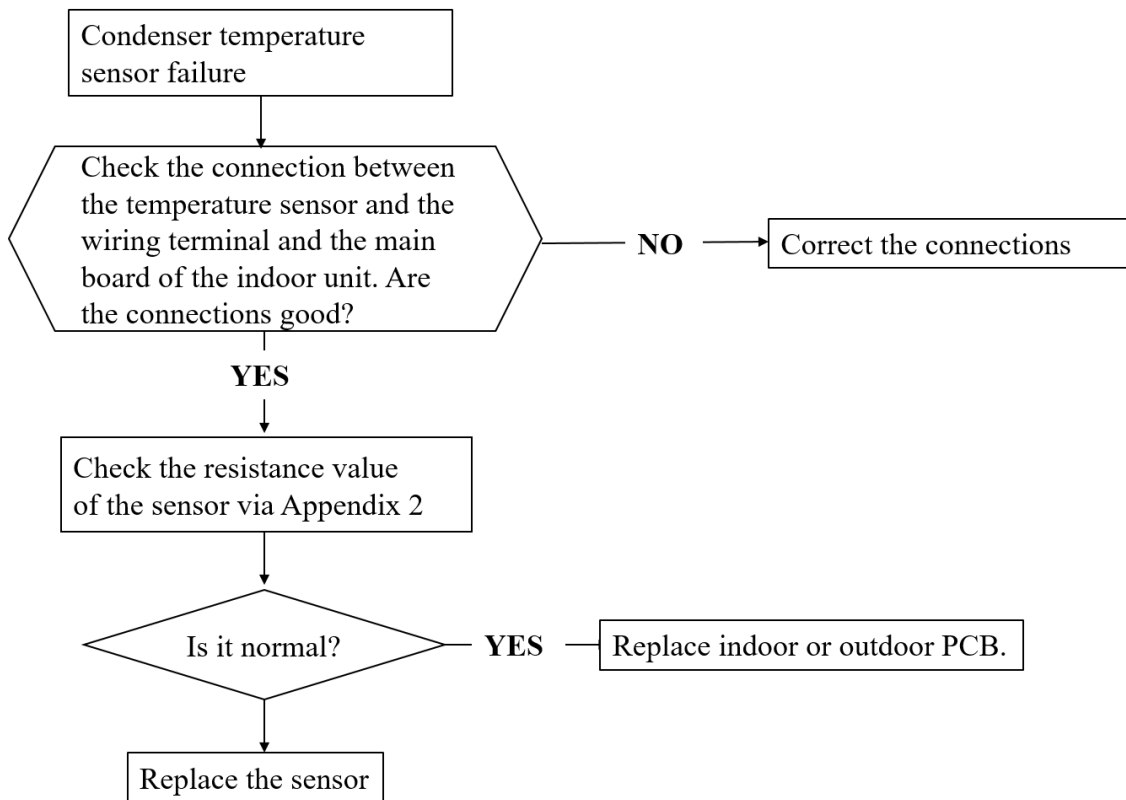 Condenser temperature
sensor failure
Check the connection between
the temperature sensor and the
wiring terminal and the main
board of the indoor unit. Are
the connections good?
NO
Correct the connections
YES
Check the resistance value
of the sensor via Appendix 2
Is it normal?
YES
Replace indoor or outdoor PCB.
Replace the sensor